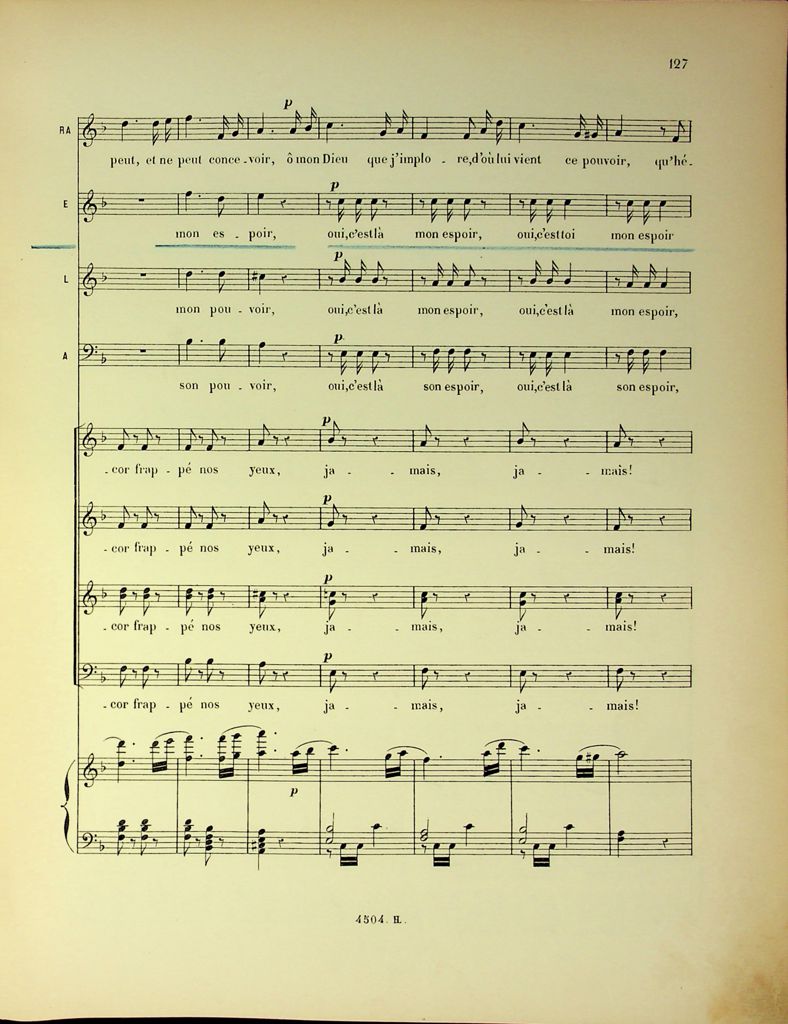 127
p
RA
peut, et ne peut conce - voir, ô mon Dieu que j'implo - re, d'où lui vient ce pouvoir, qu'hé-
p
E
mon es - poir, oui, c'est là mon espoir, oui, c'est toi mon espoir
p
L
mon pou - voir, oui, c'est là mon espoir, oui, c'est là mon espoir,
p
A
son pou - voir, oui, c'est là son espoir, oui, c'est là son espoir,
p
- cor frap - pé nos yeux, ja - - mais, ja - - mais!
p
- cor frap - pé nos yeux, ja - - mais, ja - - mais!
p
- cor frap - pé nos yeux, ja - - mais, ja - - mais!
p
- cor frap - pé nos yeux, ja - - mais, ja - - mais!
p
4504. H.